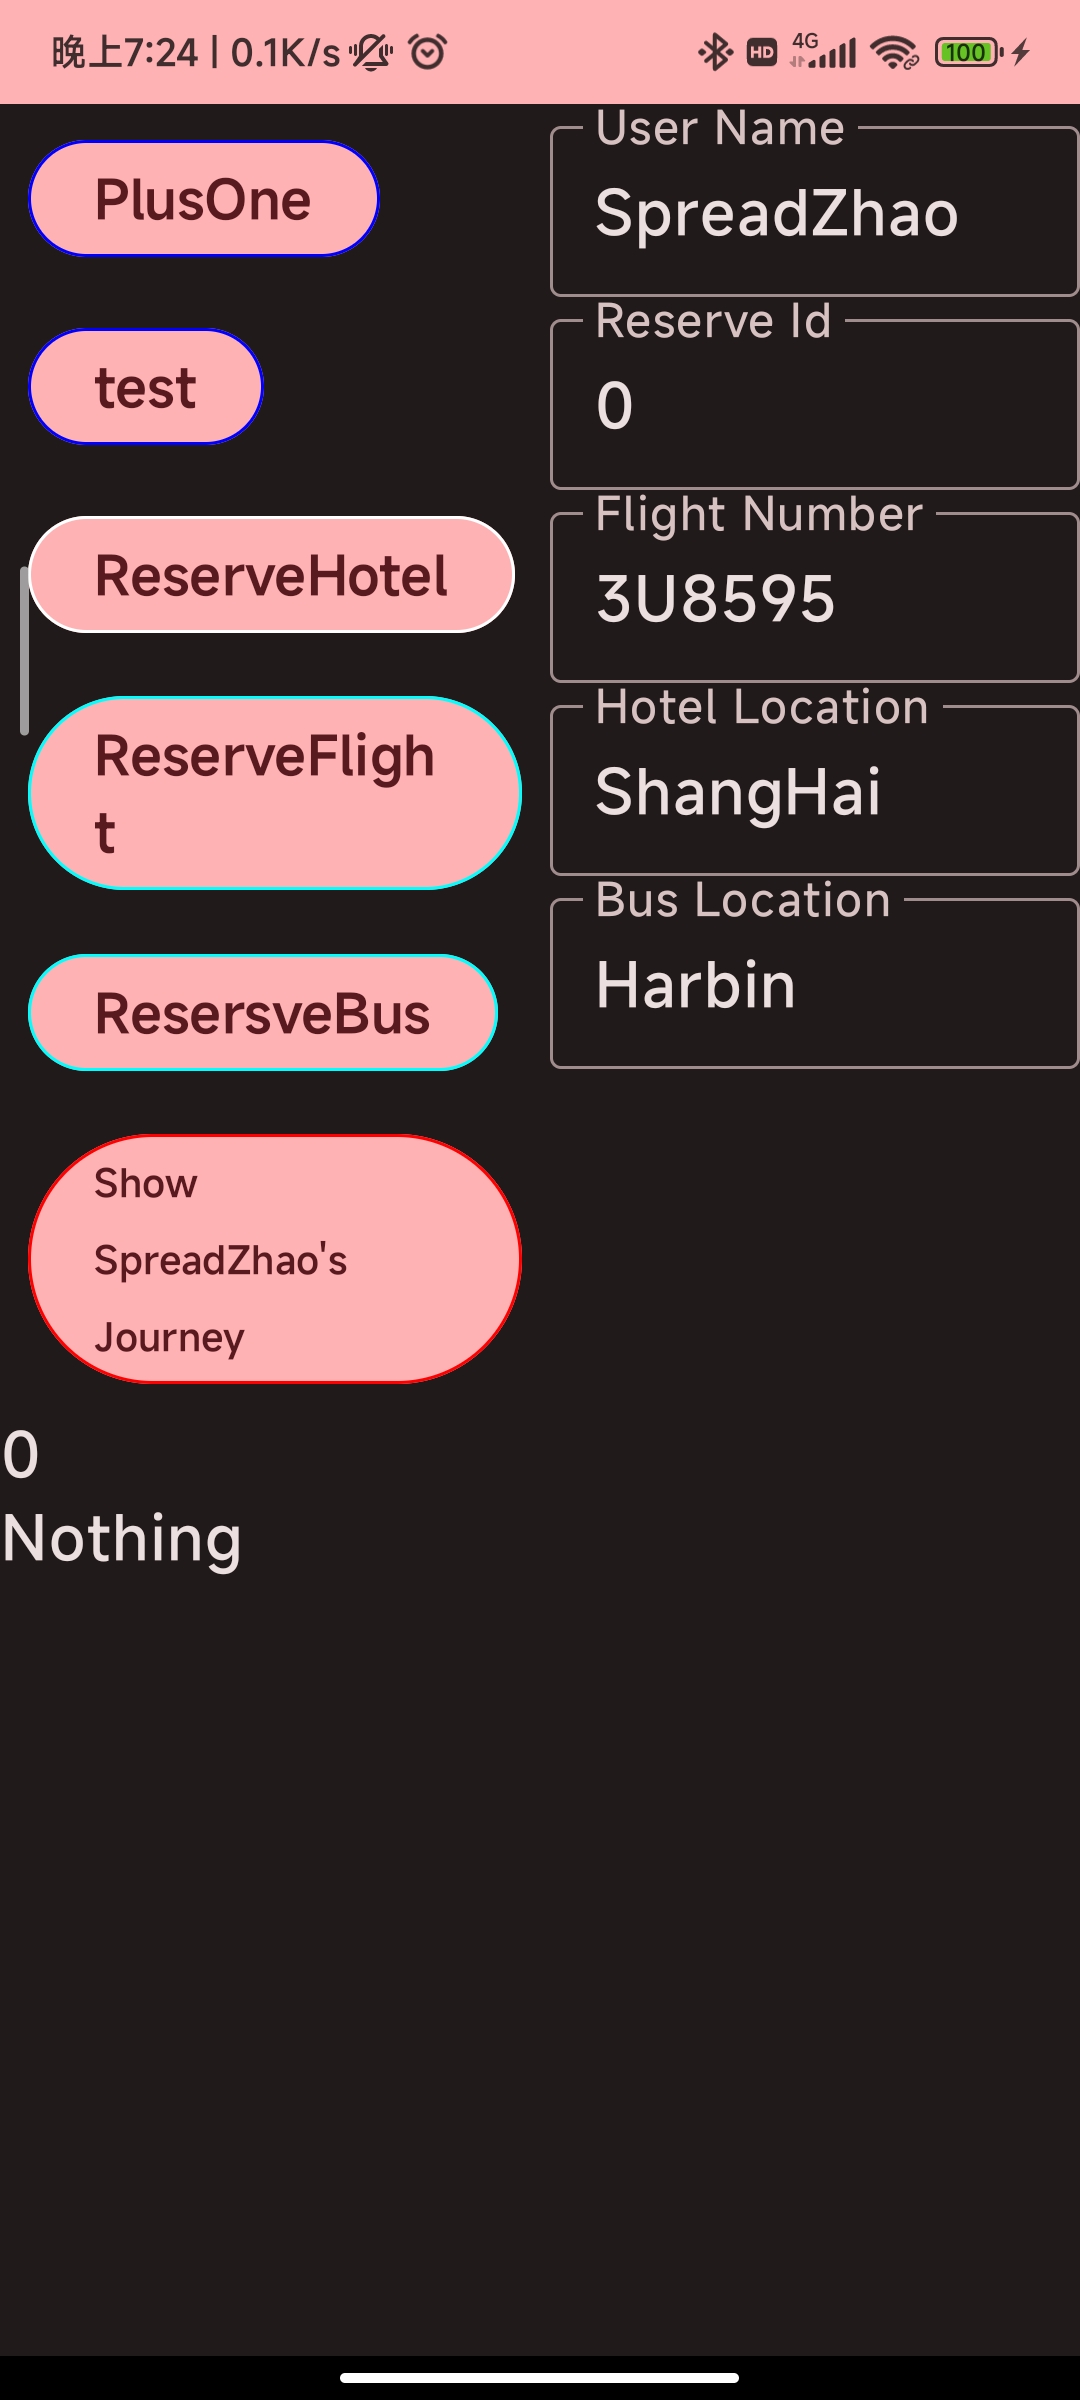 晚上7:24 | 0.1K/s HD 4G 100
PlusOne
test
ReserveHotel
ReserveFligh
t
ResersveBus
Show
SpreadZhao's
Journey
0
Nothing
User Name
SpreadZhao
Reserve Id
0
Flight Number
3U8595
Hotel Location
ShangHai
Bus Location
Harbin